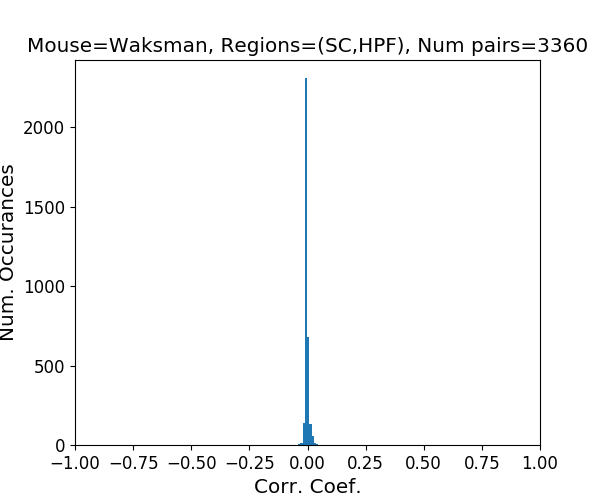 Mouse=Waksman, Regions=(SC,HPF), Num pairs=3360
Num. Occurances
2000
1500
1000
500
0
−1.00 −0.75 −0.50 −0.25 0.00 0.25 0.50 0.75 1.00
Corr. Coef.